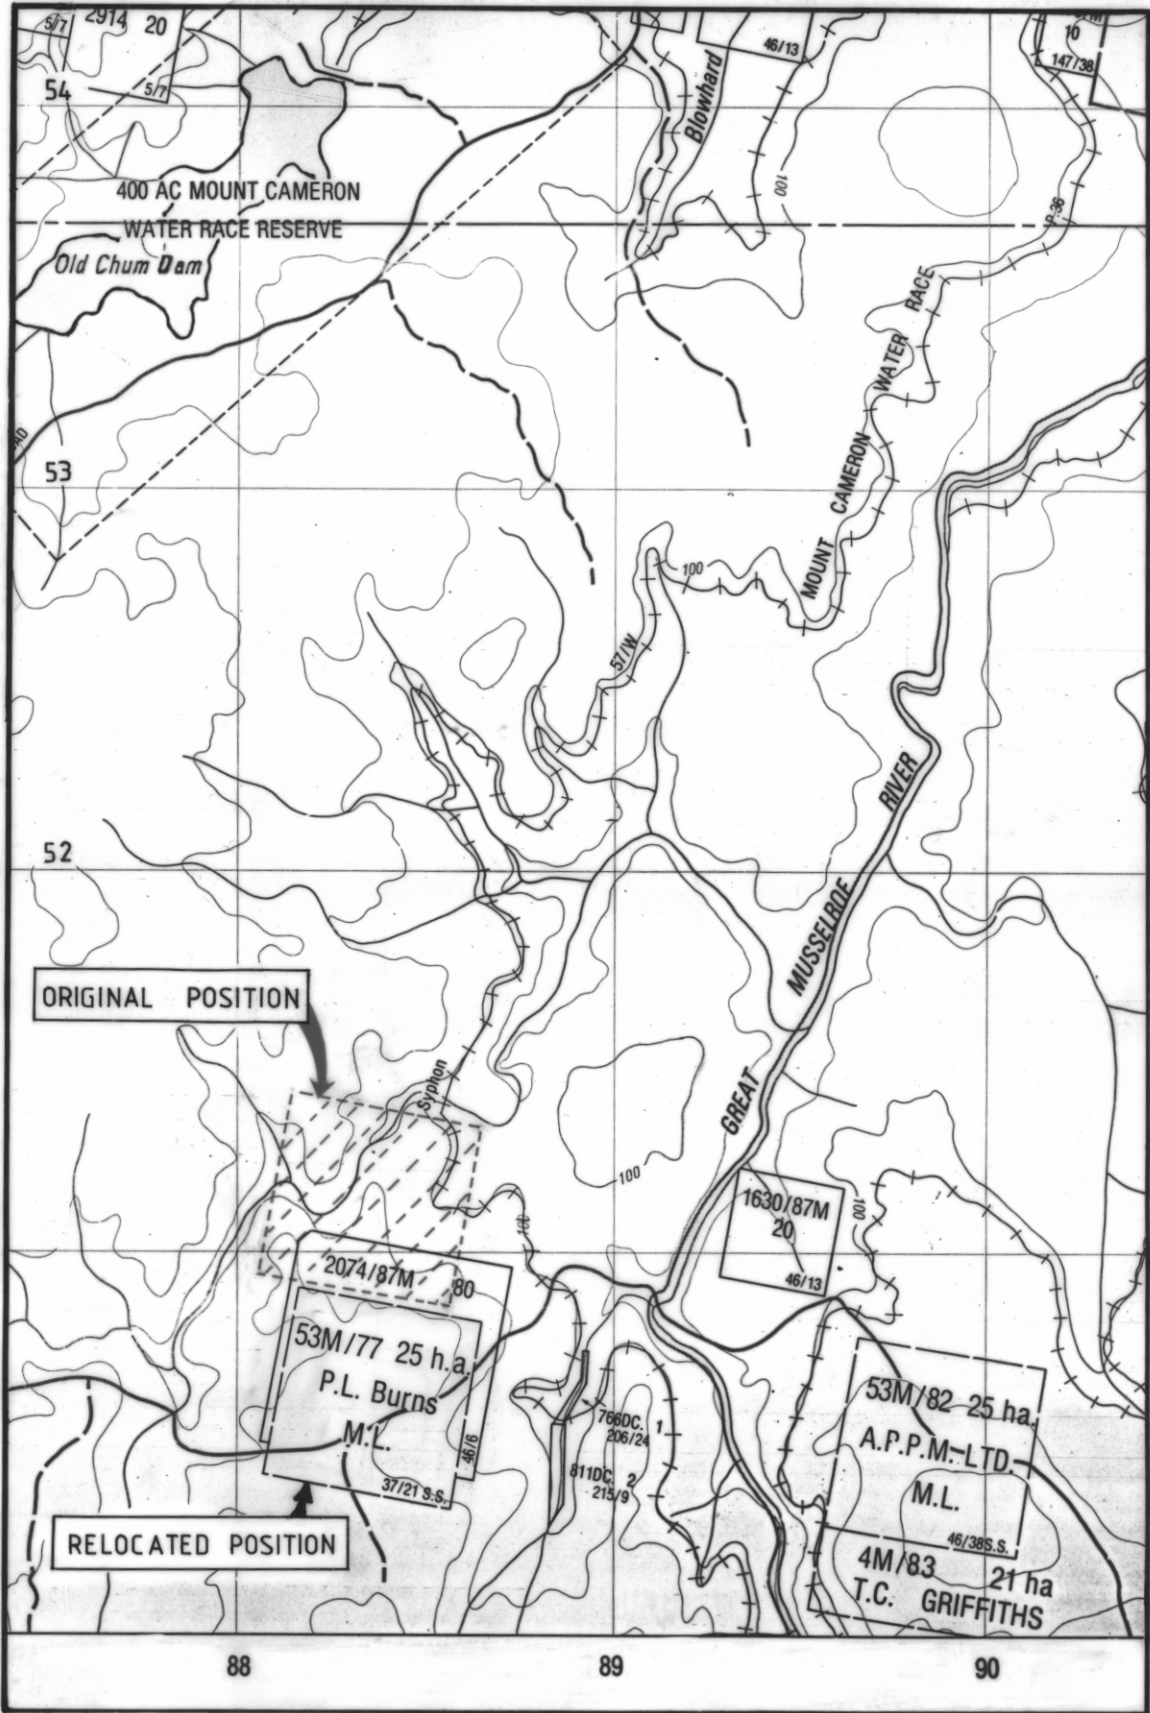 5/7
2914
20
5/7
54
46/13
10
147/38
Blowhard
100
P.36
400 AC MOUNT CAMERON
WATER RACE RESERVE
Old Chum Dam
MOUNT CAMERON WATER RACE
53
100
57/W
52
GREAT MUSSELROE RIVER
ORIGINAL POSITION
Syphon
100
100
100
1630/87M
20
46/13
2074/87M
80
53M/77 25 h.a.
P.L. Burns
M.L.
46/6
37/21 S.S.
766DC. 1
206/24
811DC. 2
215/9
53M/82 25 ha.
A.P.P.M. LTD.
M.L.
46/38S.S.
4M/83 21 ha
T.C. GRIFFITHS
RELOCATED POSITION
88
89
90